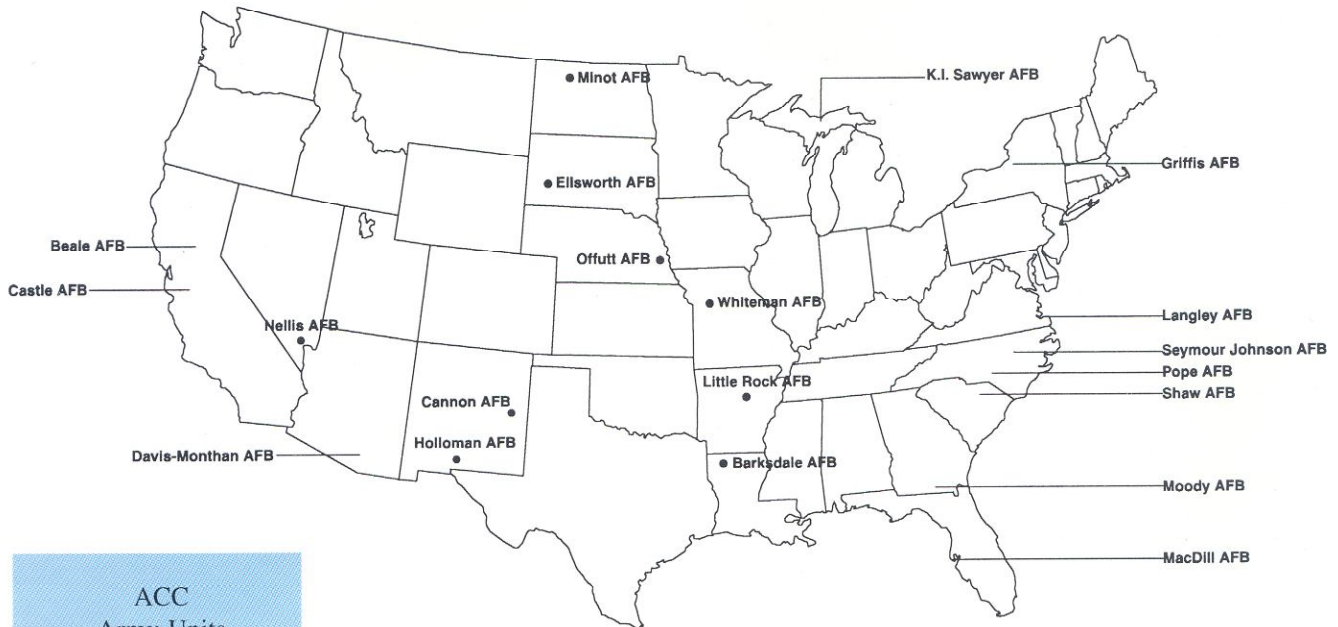 Minot AFB
K.I. Sawyer AFB
Griffis AFB
Ellsworth AFB
Beale AFB
Offutt AFB
Castle AFB
Whiteman AFB
Langley AFB
Nellis AFB
Seymour Johnson AFB
Pope AFB
Little Rock AFB
Shaw AFB
Cannon AFB
Holloman AFB
Davis-Monthan AFB
Barksdale AFB
Moody AFB
MacDill AFB
ACC
Army Units